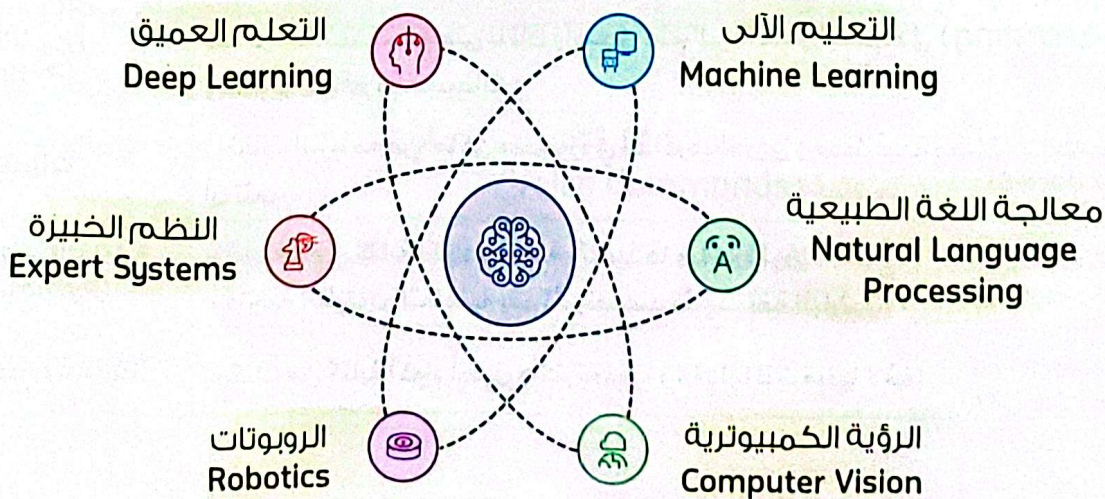 التعلم العميق
Deep Learning
التعليم الآلى
Machine Learning
النظم الخبيرة
Expert Systems
معالجة اللغة الطبيعية
Natural Language
Processing
الروبوتات
Robotics
الرؤية الكمبيوترية
Computer Vision
A